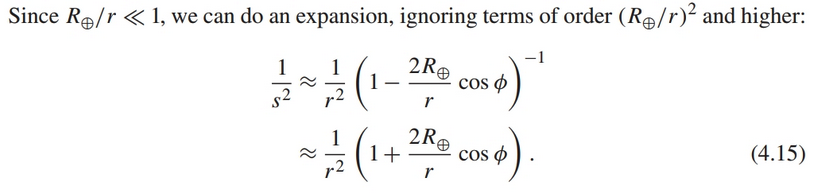 Since R⊕/r ≪ 1, we can do an expansion, ignoring terms of order (R⊕/r)² and higher:
1/s² ≈ 1/r² (1 − 2R⊕/r cos ϕ)⁻¹
≈ 1/r² (1 + 2R⊕/r cos ϕ). (4.15)